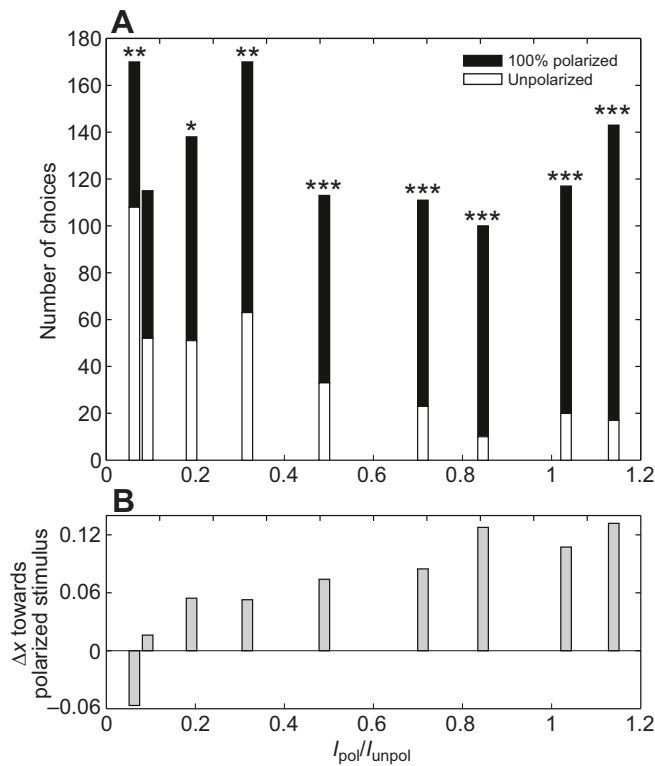 A
180
160
140
120
100
80
60
40
20
0
Number of choices
** ** * *** *** *** *** ***
100% polarized
Unpolarized
0 0.2 0.4 0.6 0.8 1 1.2
B
0.12
0.06
0
–0.06
Δx towards
polarized stimulus
0 0.2 0.4 0.6 0.8 1 1.2
Ipol/Iunpol